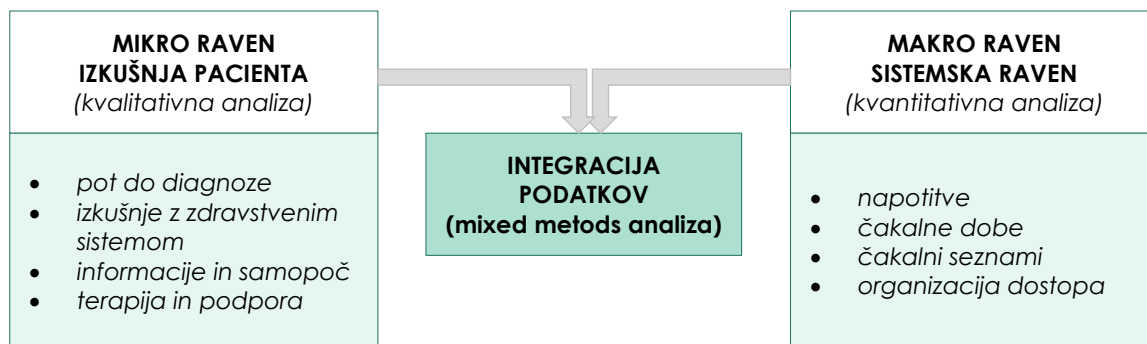 MIKRO RAVEN
IZKUŠNJA PACIENTA
(kvalitativna analiza)
• pot do diagnoze
• izkušnje z zdravstvenim
sistemom
• informacije in samopoč
• terapija in podpora
INTEGRACIJA
PODATKOV
(mixed metods analiza)
MAKRO RAVEN
SISTEMSKA RAVEN
(kvantitativna analiza)
• napotitve
• čakalne dobe
• čakalni seznami
• organizacija dostopa